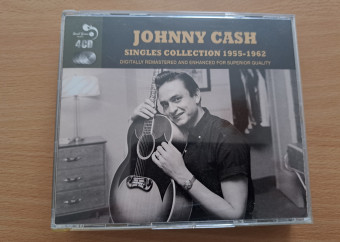 4CD
JOHNNY CASH
SINGLES COLLECTION 1955-1962
DIGITALLY REMASTERED AND ENHANCED FOR SUPERIOR QUALITY